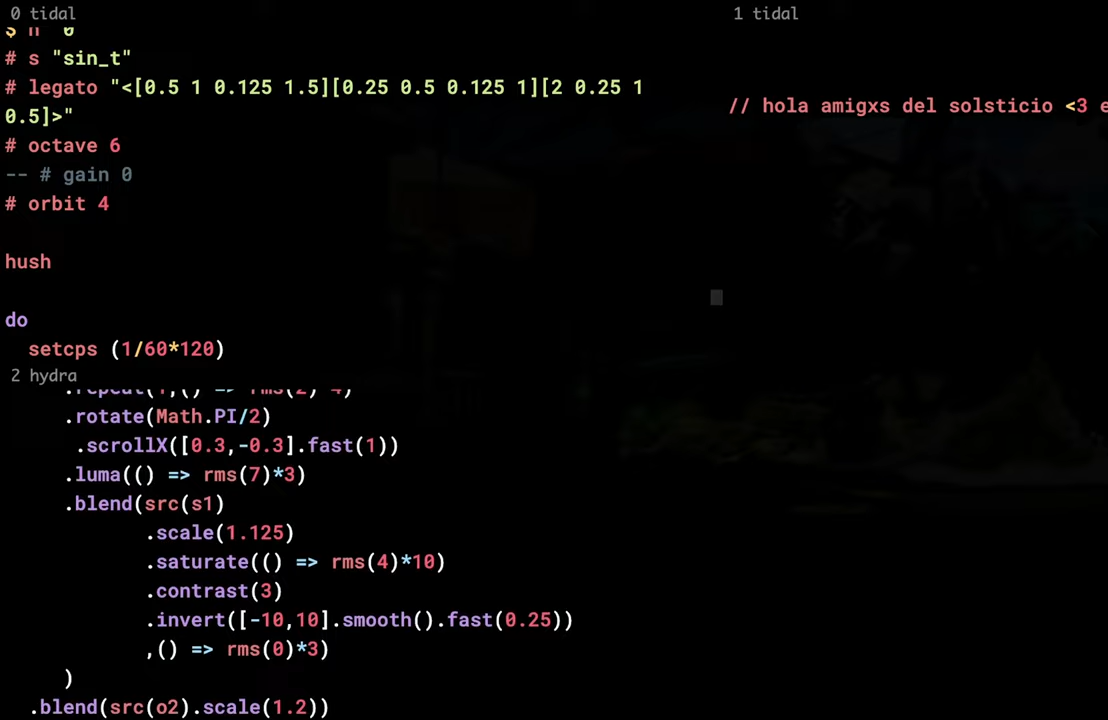 0 tidal
$ n "0
# s "sin_t"
# legato "<[0.5 1 0.125 1.5][0.25 0.5 0.125 1][2 0.25 1
0.5]>"
# octave 6
-- # gain 0
# orbit 4
hush
do
setcps (1/60*120)
1 tidal
// hola amigxs del solsticio <3 e
2 hydra
.rotate(Math.PI/2)
.scrollX([0.3,-0.3].fast(1))
.luma(() => rms(7)*3)
.blend(src(s1)
.scale(1.125)
.saturate(() => rms(4)*10)
.contrast(3)
.invert([-10,10].smooth().fast(0.25))
,() => rms(0)*3)
)
.blend(src(o2).scale(1.2))